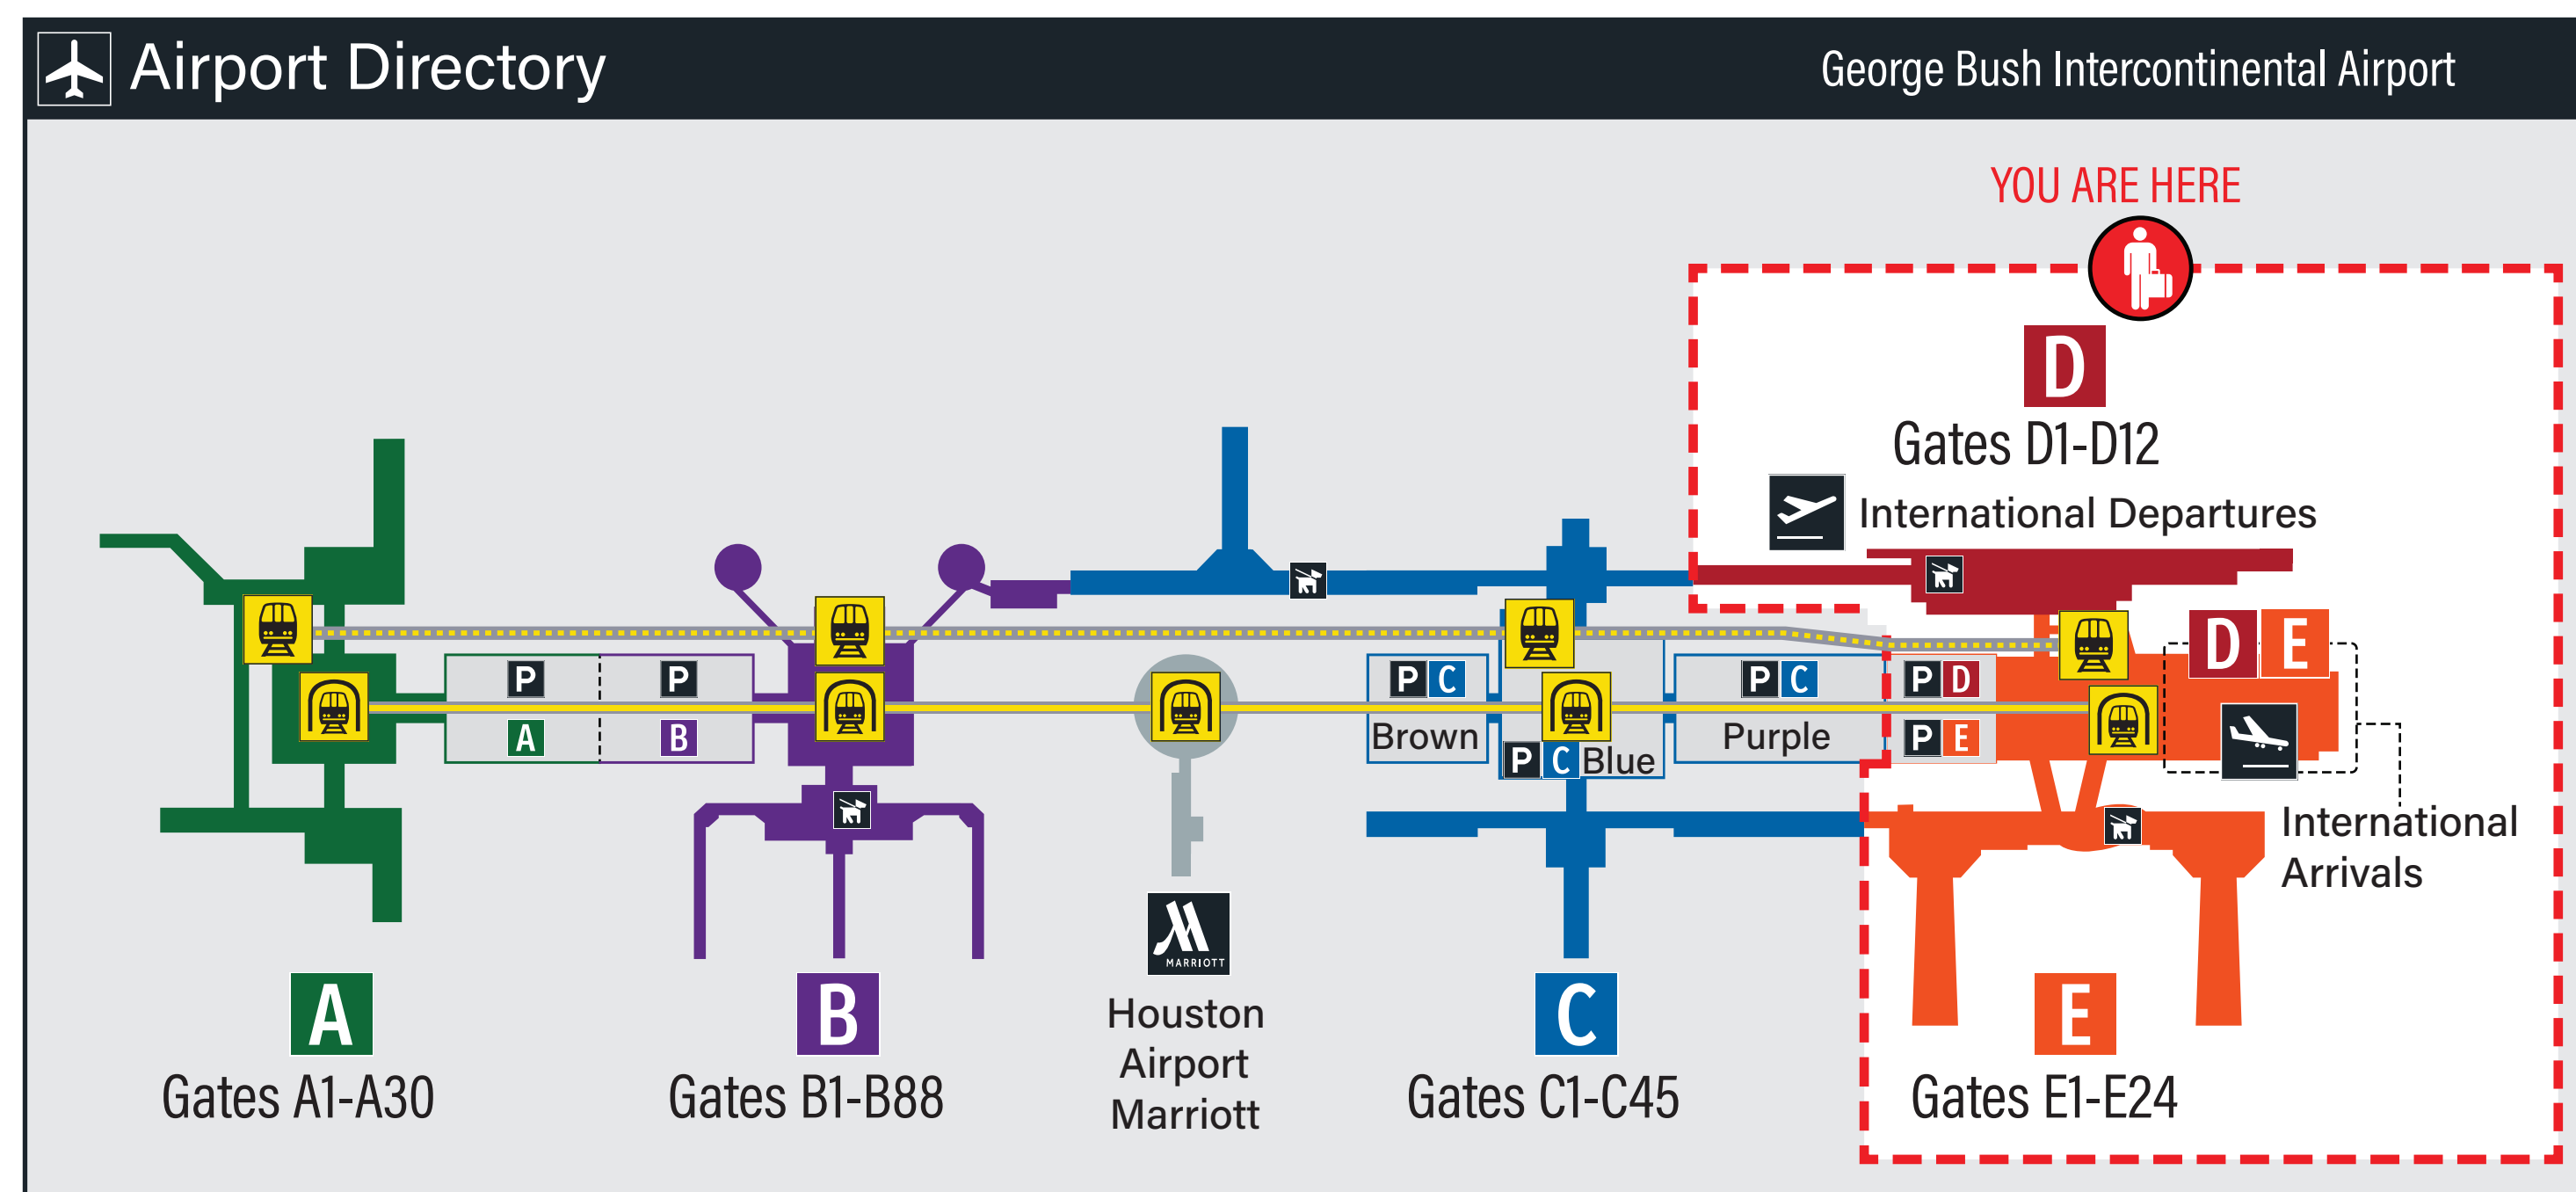 Airport Directory
George Bush Intercontinental Airport
YOU ARE HERE
D
Gates D1-D12
International Departures
D E
P
P
P C
P C
P D
A
B
Brown
P C Blue
Purple
P E
International
Arrivals
MARRIOTT
Houston
Airport
Marriott
A
Gates A1-A30
B
Gates B1-B88
C
Gates C1-C45
E
Gates E1-E24